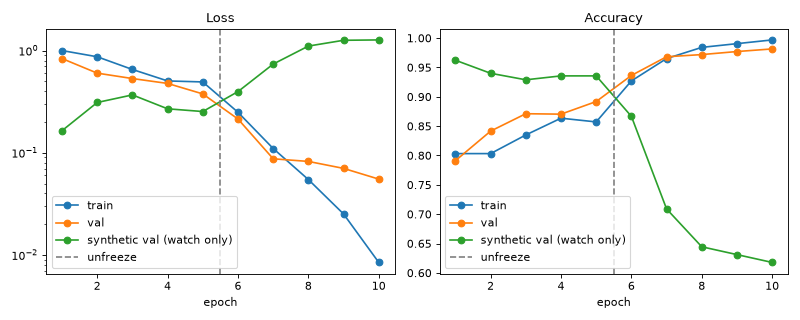 Loss
10⁰
10⁻¹
10⁻²
train
val
synthetic val (watch only)
unfreeze
2
4
6
8
10
epoch
Accuracy
1.00
0.95
0.90
0.85
0.80
0.75
0.70
0.65
0.60
train
val
synthetic val (watch only)
unfreeze
2
4
6
8
10
epoch